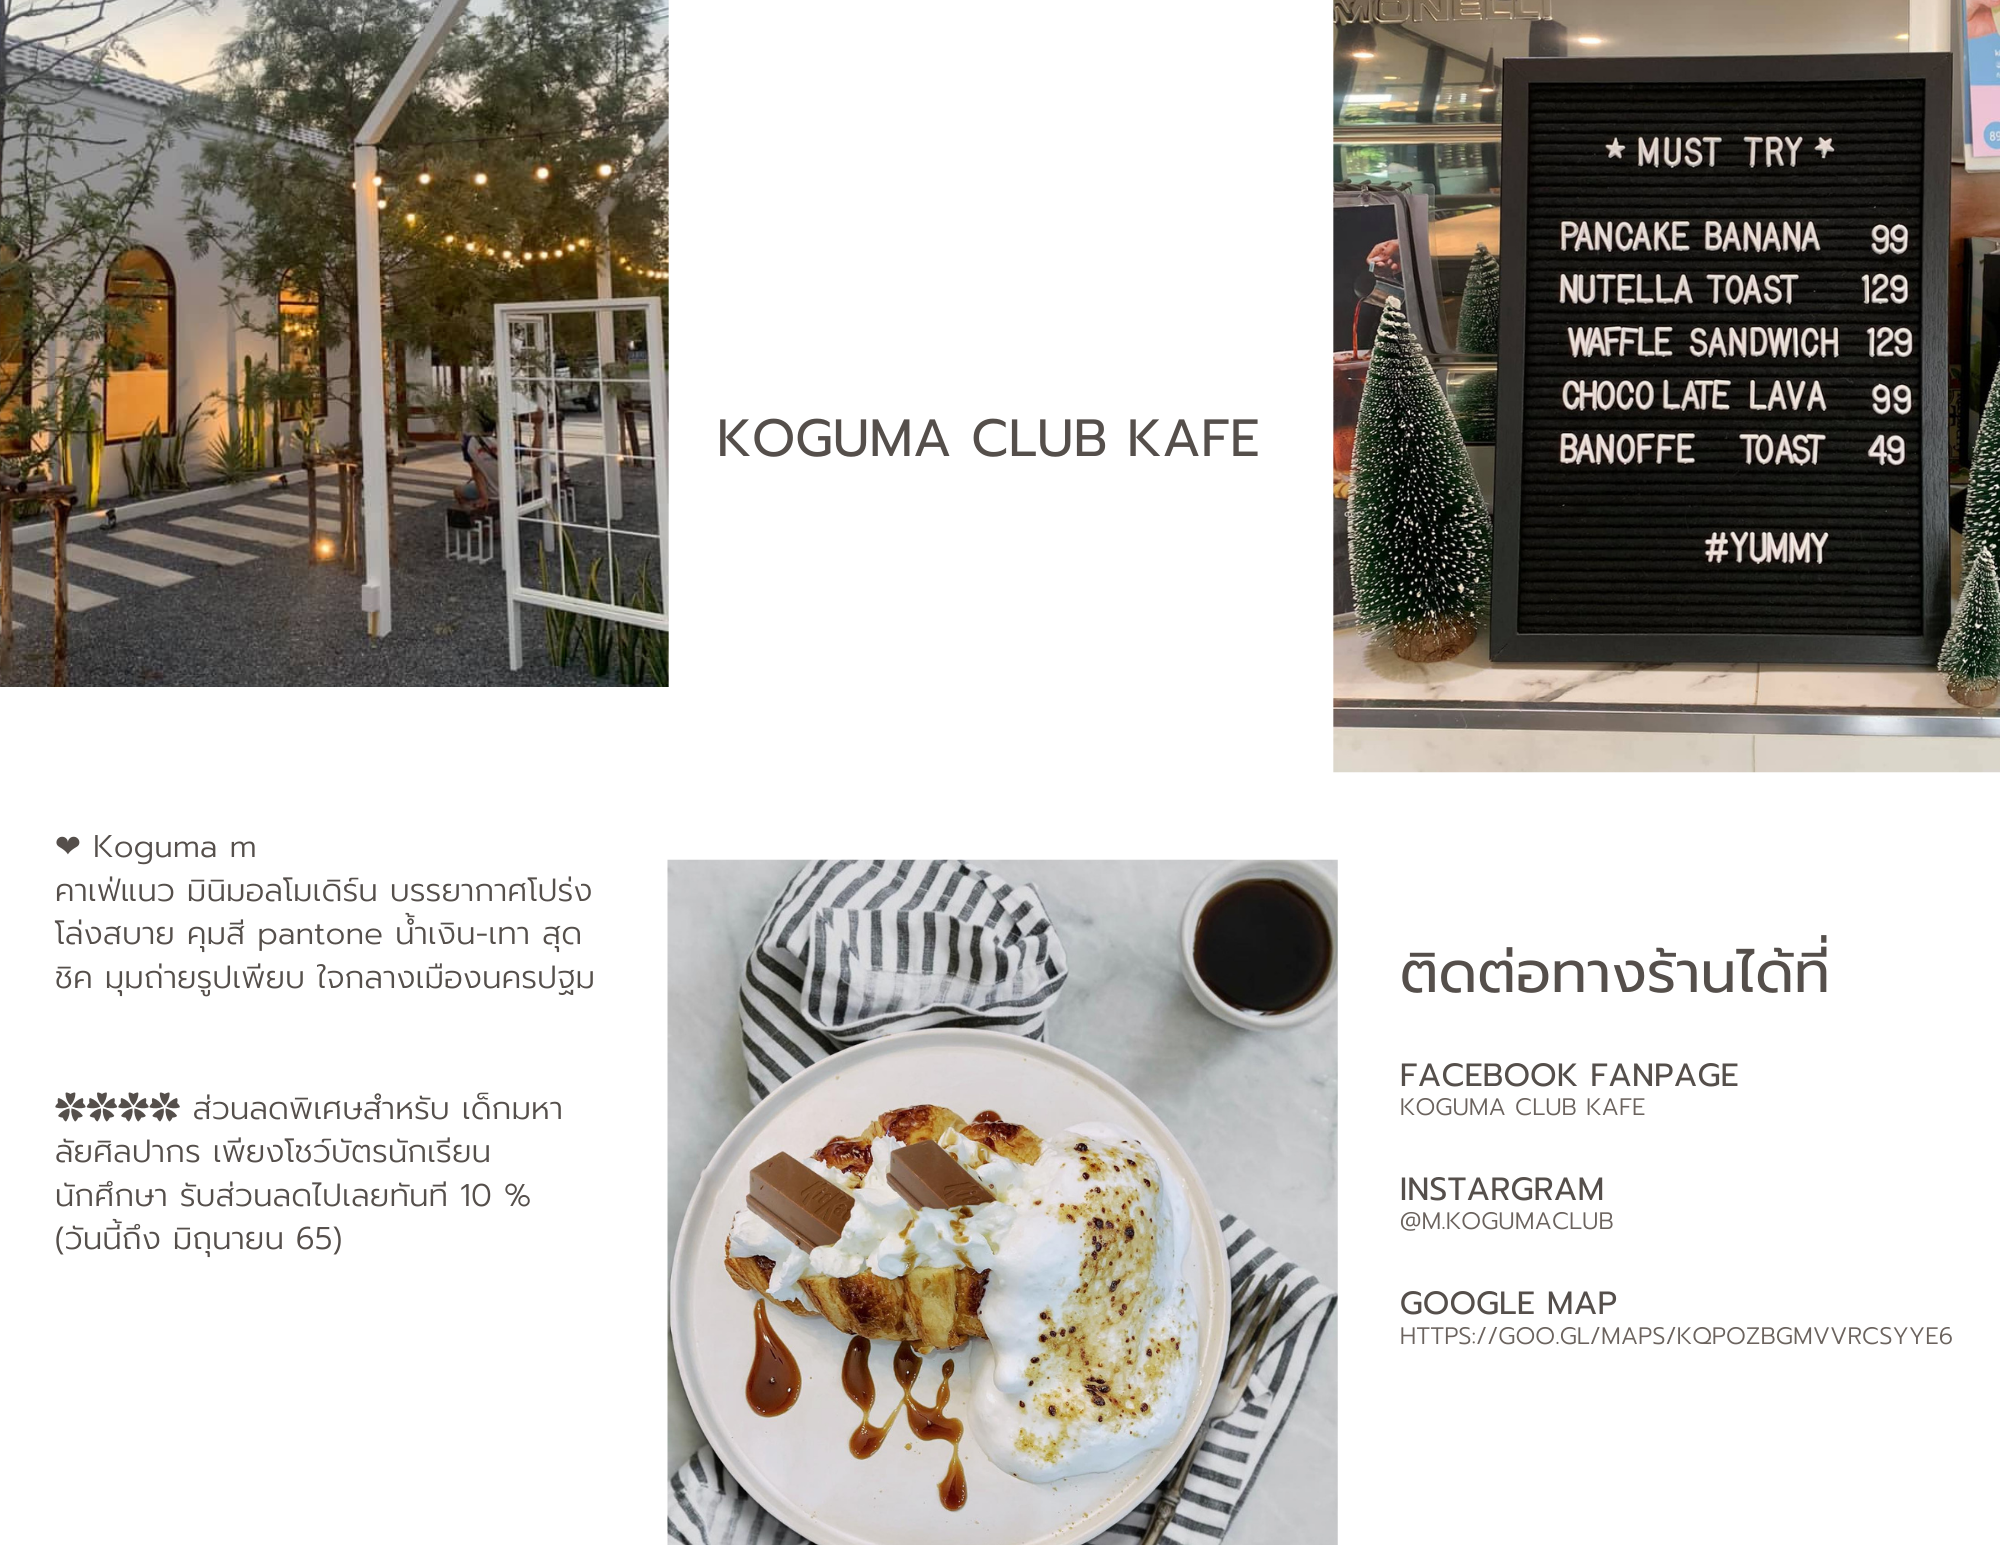 MONELLI
KOGUMA CLUB KAFE
★ MUST TRY ★
PANCAKE BANANA 99
NUTELLA TOAST 129
WAFFLE SANDWICH 129
CHOCO LATE LAVA 99
BANOFFE TOAST 49
#YUMMY
89
❤ Koguma m
คาเฟ่แนว มินิมอลโมเดิร์น บรรยากาศโปร่ง
โล่งสบาย คุมสี pantone น้ำเงิน-เทา สุด
ชิค มุมถ่ายรูปเพียบ ใจกลางเมืองนครปฐม
✽✽✽✽ ส่วนลดพิเศษสำหรับ เด็กมหา
ลัยศิลปากร เพียงโชว์บัตรนักเรียน
นักศึกษา รับส่วนลดไปเลยทันที 10 %
(วันนี้ถึง มิถุนายน 65)
ติดต่อทางร้านได้ที่
FACEBOOK FANPAGE
KOGUMA CLUB KAFE
INSTARGRAM
@M.KOGUMACLUB
GOOGLE MAP
HTTPS://GOO.GL/MAPS/KQPOZBGMVVRCSYYE6